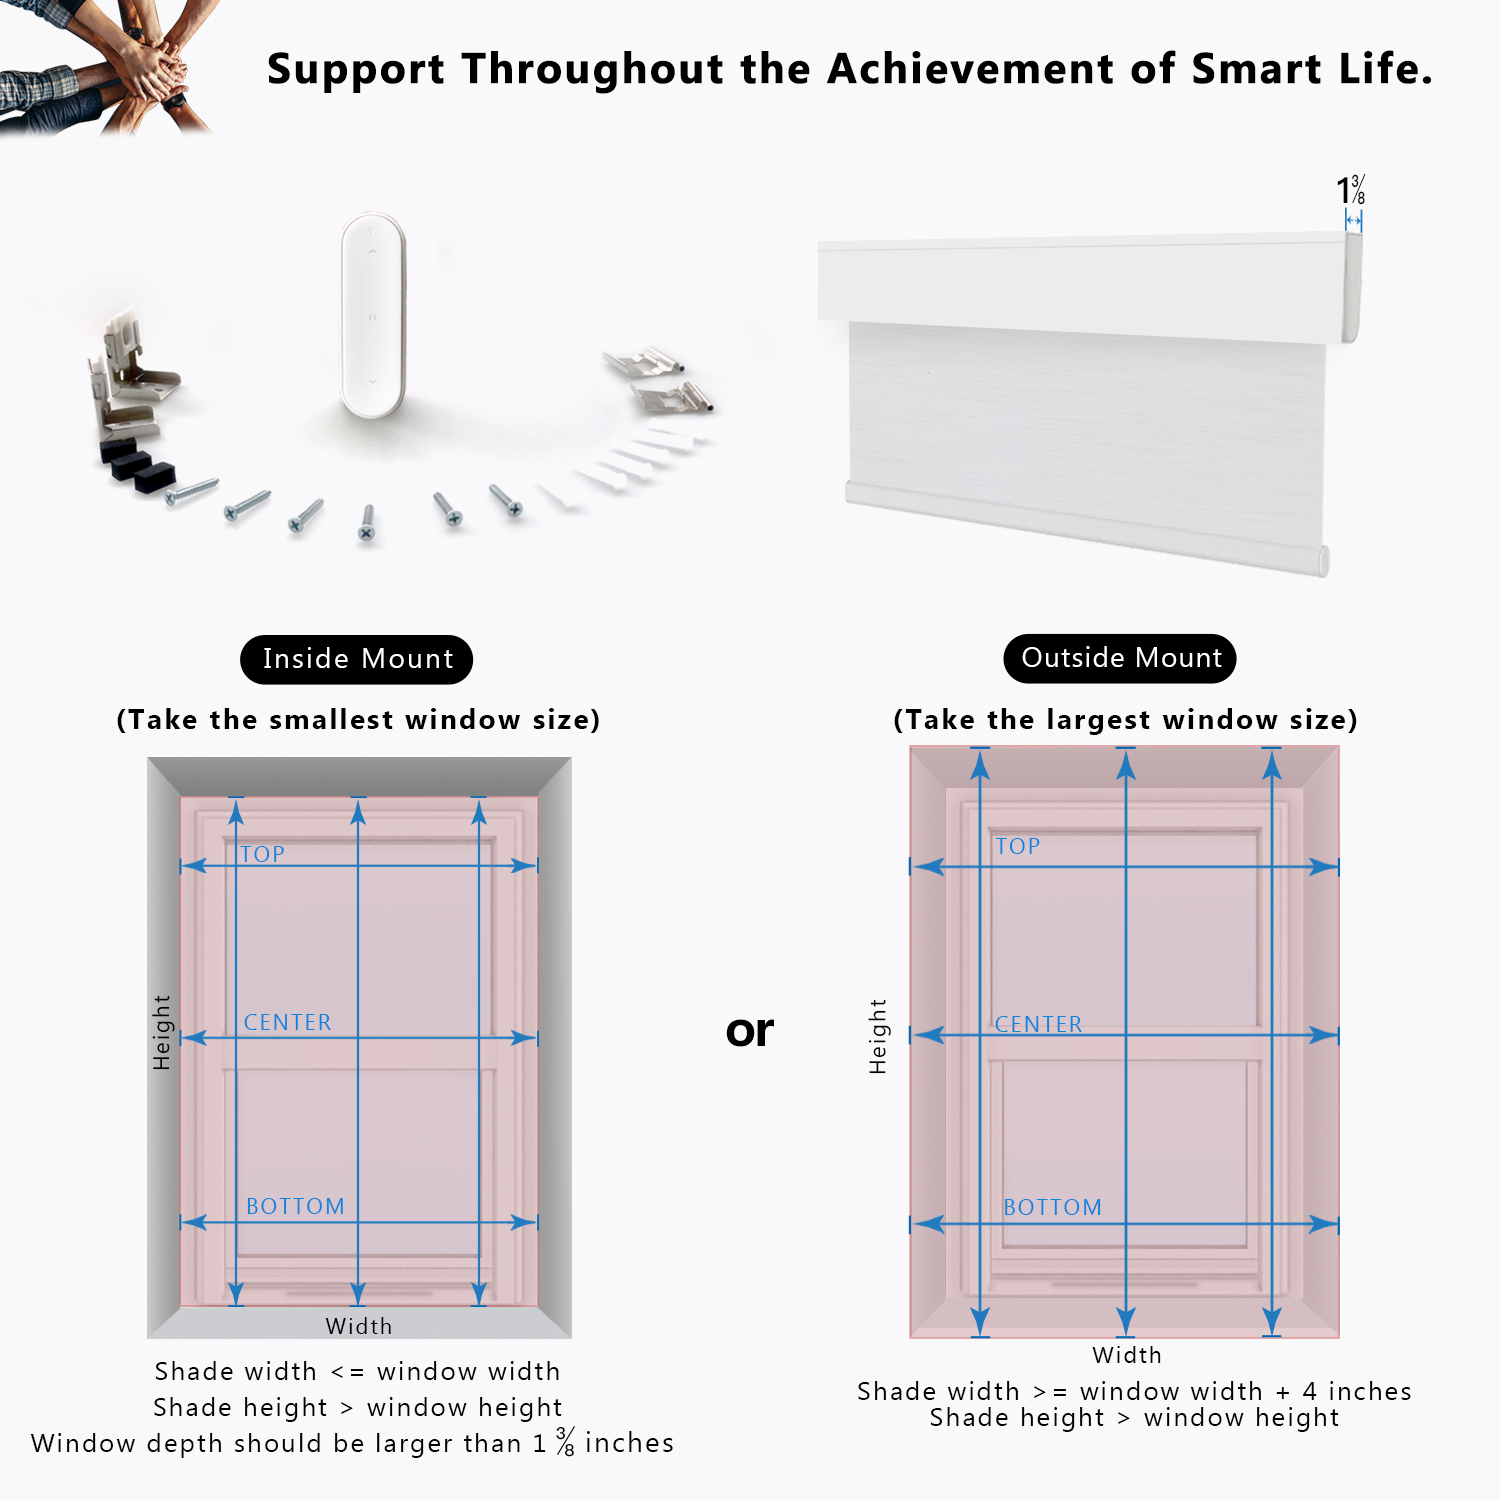 Support Throughout the Achievement of Smart Life.
1 3/8
Inside Mount
Outside Mount
(Take the smallest window size)
(Take the largest window size)
TOP
CENTER
BOTTOM
Height
Width
or
TOP
CENTER
BOTTOM
Height
Width
Shade width <= window width
Shade height > window height
Window depth should be larger than 1 3/8 inches
Shade width >= window width + 4 inches
Shade height > window height